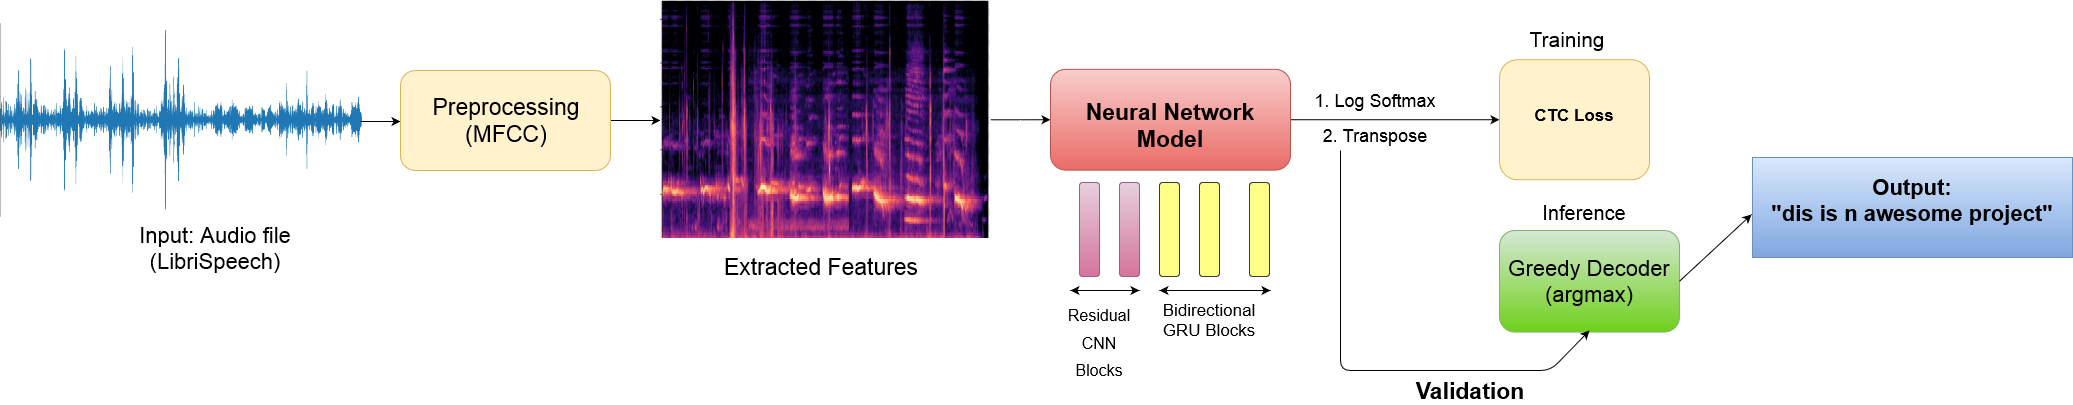 Input: Audio file
(LibriSpeech)
Preprocessing
(MFCC)
Extracted Features
Neural Network
Model
Residual
CNN
Blocks
Bidirectional
GRU Blocks
1. Log Softmax
2. Transpose
Training
CTC Loss
Inference
Greedy Decoder
(argmax)
Validation
Output:
"dis is n awesome project"